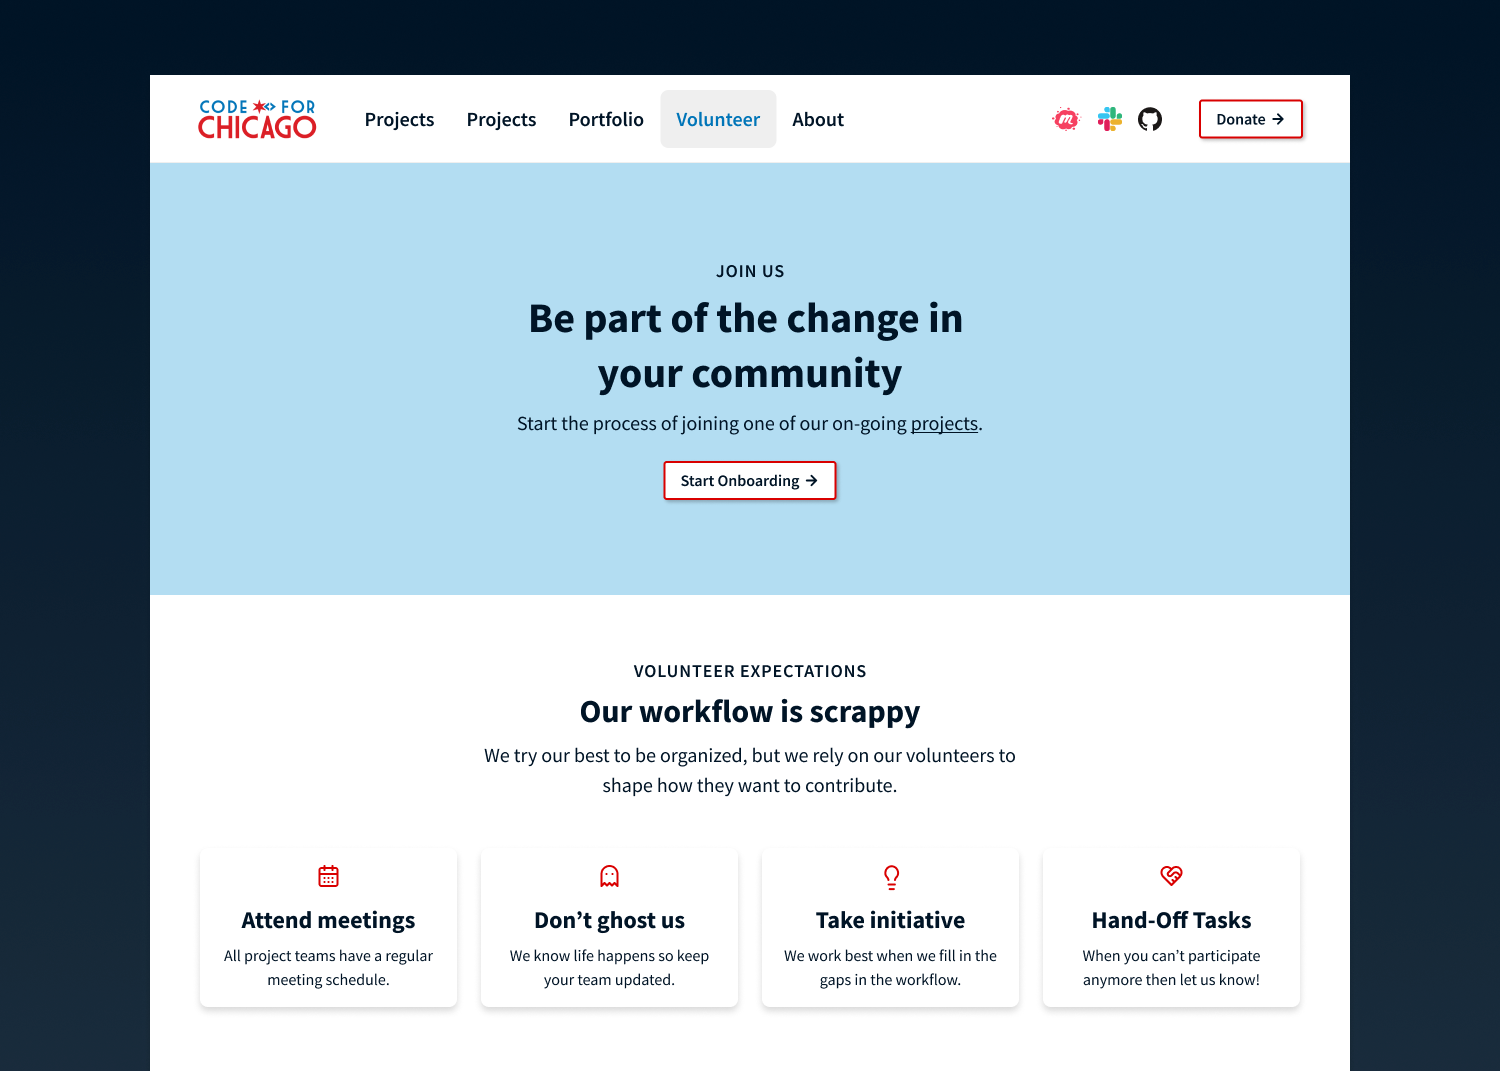 CODE FOR
CHICAGO
Projects
Projects
Portfolio
Volunteer
About
m
Donate →
JOIN US
Be part of the change in
your community
Start the process of joining one of our on-going projects.
Start Onboarding →
VOLUNTEER EXPECTATIONS
Our workflow is scrappy
We try our best to be organized, but we rely on our volunteers to
shape how they want to contribute.
Attend meetings
All project teams have a regular
meeting schedule.
Don’t ghost us
We know life happens so keep
your team updated.
Take initiative
We work best when we fill in the
gaps in the workflow.
Hand-Off Tasks
When you can’t participate
anymore then let us know!